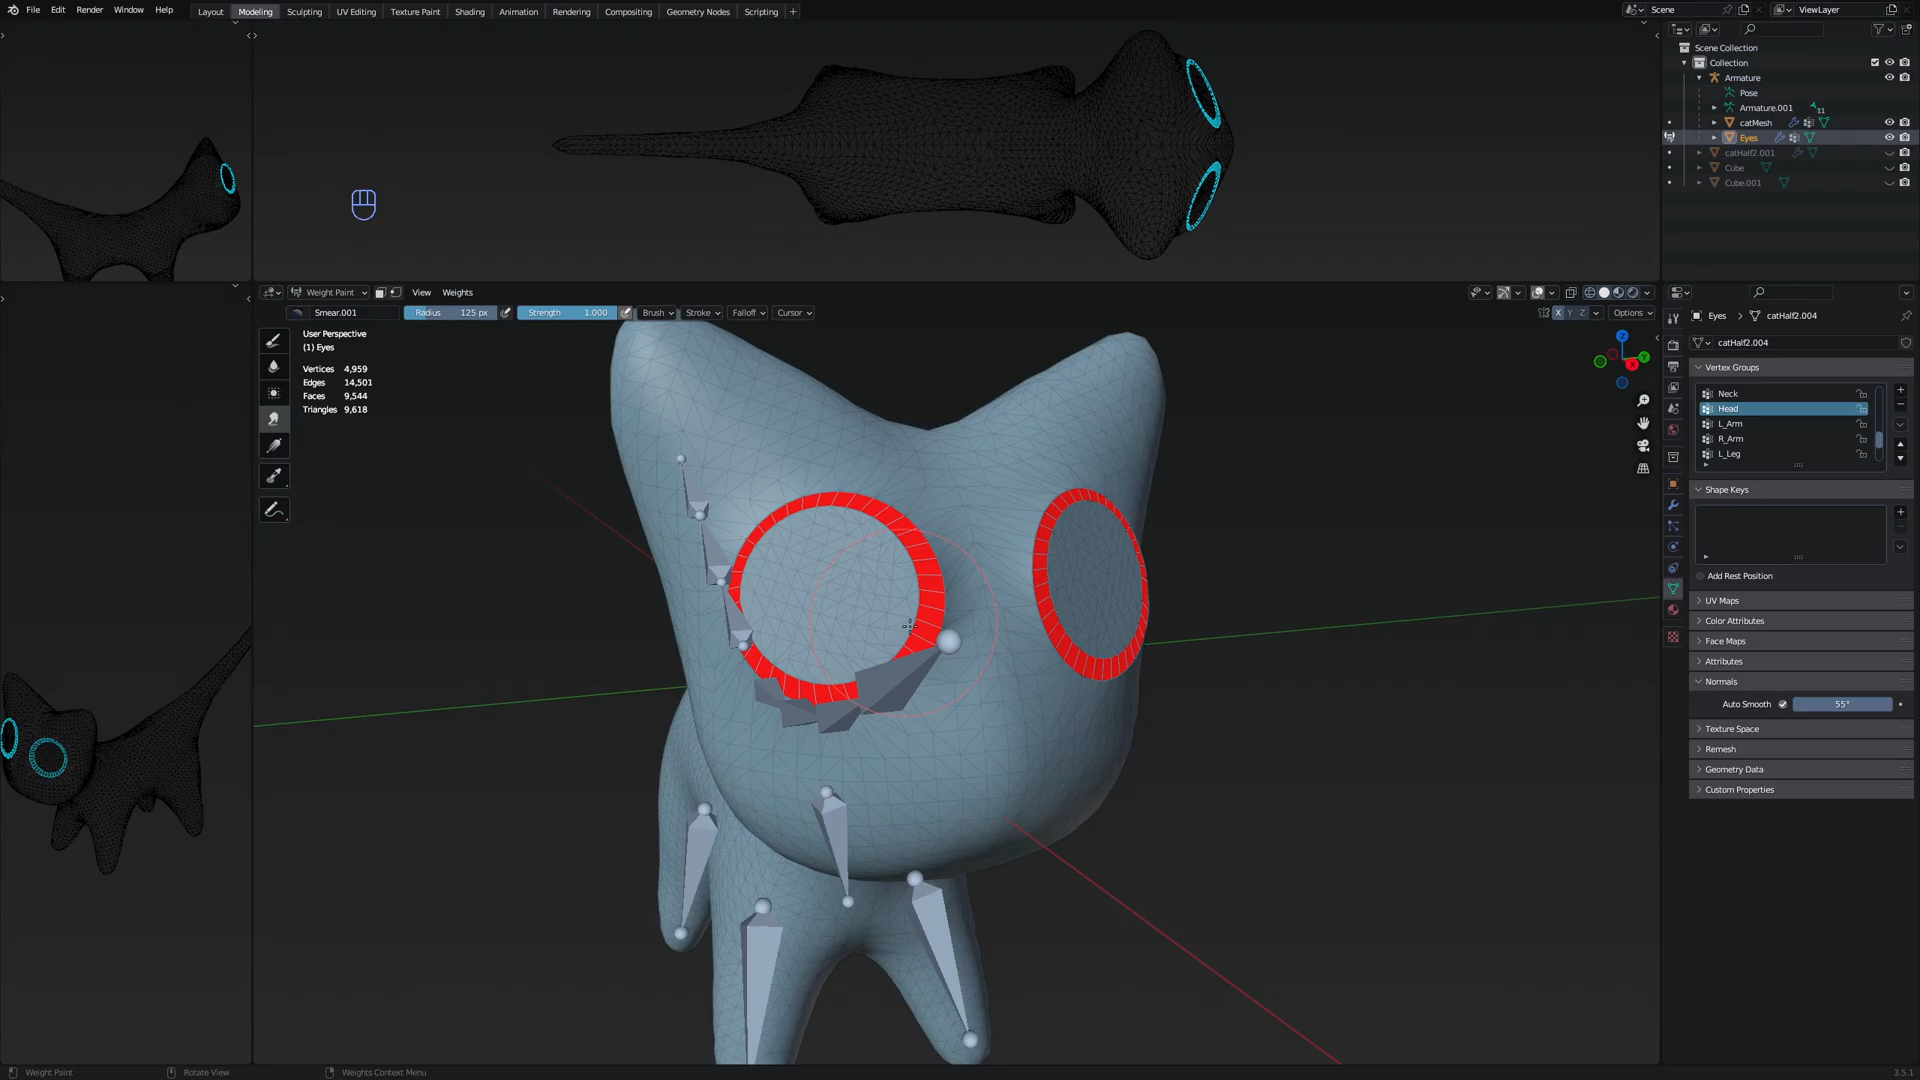 File Edit Render Window Help Layout Modeling Sculpting UV Editing Texture Paint Shading Animation Rendering Compositing Geometry Nodes Scripting + Scene ViewLayer
Scene Collection
Collection
Armature
Pose
Armature.001 11
catMesh
Eyes
catHalf2.001
Cube
Cube.001
Weight Paint View Weights
Smear.001 Radius 125 px Strength 1.000 Brush Stroke Falloff Cursor X Y Z Options
User Perspective
(1) Eyes
Vertices 4,959
Edges 14,501
Faces 9,544
Triangles 9,618
Z
Y
X
Eyes > catHalf2.004
catHalf2.004
Vertex Groups
Neck
Head
L_Arm
R_Arm
L_Leg
Shape Keys
Add Rest Position
UV Maps
Color Attributes
Face Maps
Attributes
Normals
Auto Smooth 55°
Texture Space
Remesh
Geometry Data
Custom Properties
Weight Paint Rotate View Weights Context Menu 3.5.1